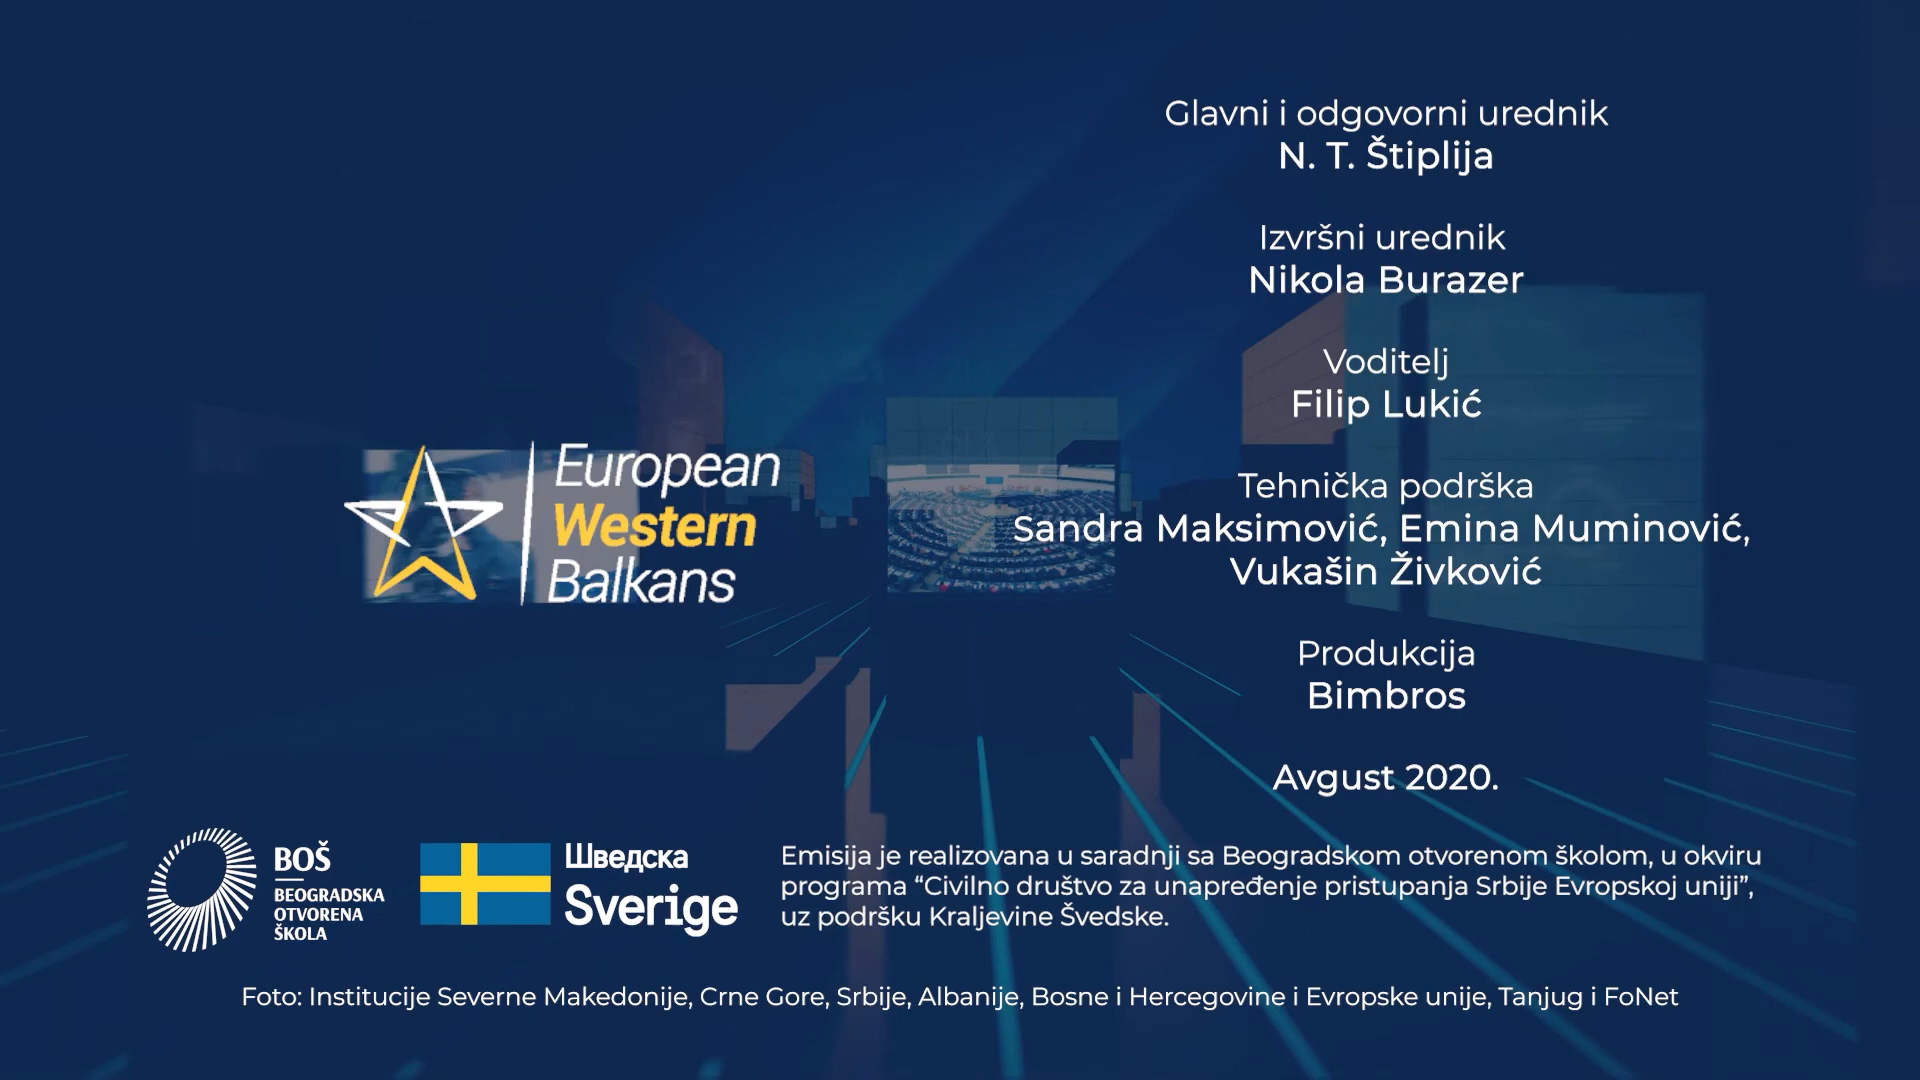 Glavni i odgovorni urednik
N. T. Štiplija
Izvršni urednik
Nikola Burazer
Voditelj
Filip Lukić
Tehnička podrška
Sandra Maksimović, Emina Muminović,
Vukašin Živković
Produkcija
Bimbros
Avgust 2020.
European
Western
Balkans
BOŠ
BEOGRADSKA
OTVORENA
ŠKOLA
Шведска
Sverige
Emisija je realizovana u saradnji sa Beogradskom otvorenom školom, u okviru
programa “Civilno društvo za unapređenje pristupanja Srbije Evropskoj uniji”,
uz podršku Kraljevine Švedske.
Foto: Institucije Severne Makedonije, Crne Gore, Srbije, Albanije, Bosne i Hercegovine i Evropske unije, Tanjug i FoNet